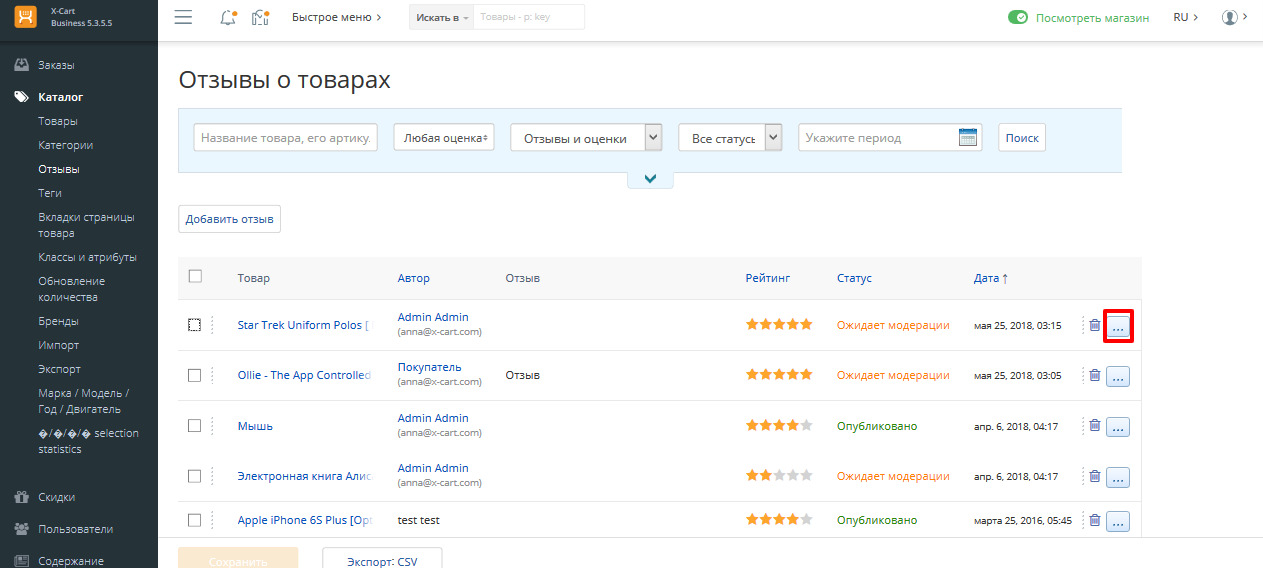 X-Cart
Business 5.3.5.5
Быстрое меню
Искать в
Товары - p: key
Посмотреть магазин
RU
Заказы
Каталог
Товары
Категории
Отзывы
Теги
Вкладки страницы
товара
Классы и атрибуты
Обновление
количества
Бренды
Импорт
Экспорт
Марка / Модель /
Год / Двигатель
�/�/�/� selection
statistics
Скидки
Пользователи
Содержание
Отзывы о товарах
Название товара, его артику.
Любая оценка
Отзывы и оценки
Все статусы
Укажите период
Поиск
Добавить отзыв
Товар Автор Отзыв Рейтинг Статус Дата ↑
Star Trek Uniform Polos [ Admin Admin Ожидает модерации мая 25, 2018, 03:15 ...
(anna@x-cart.com)
Ollie - The App Controlled Покупатель Отзыв Ожидает модерации мая 25, 2018, 03:05 ...
(anna@x-cart.com)
Мышь Admin Admin Опубликовано апр. 6, 2018, 04:17 ...
(anna@x-cart.com)
Электронная книга Алис Admin Admin Ожидает модерации апр. 6, 2018, 04:17 ...
(anna@x-cart.com)
Apple iPhone 6S Plus [Opt test test Опубликовано марта 25, 2016, 05:45 ...
Сохранить
Экспорт: CSV